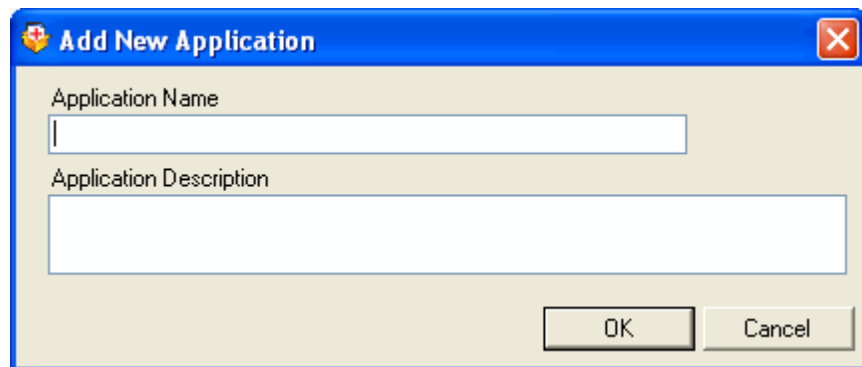 Add New Application
Application Name
Application Description
OK
Cancel